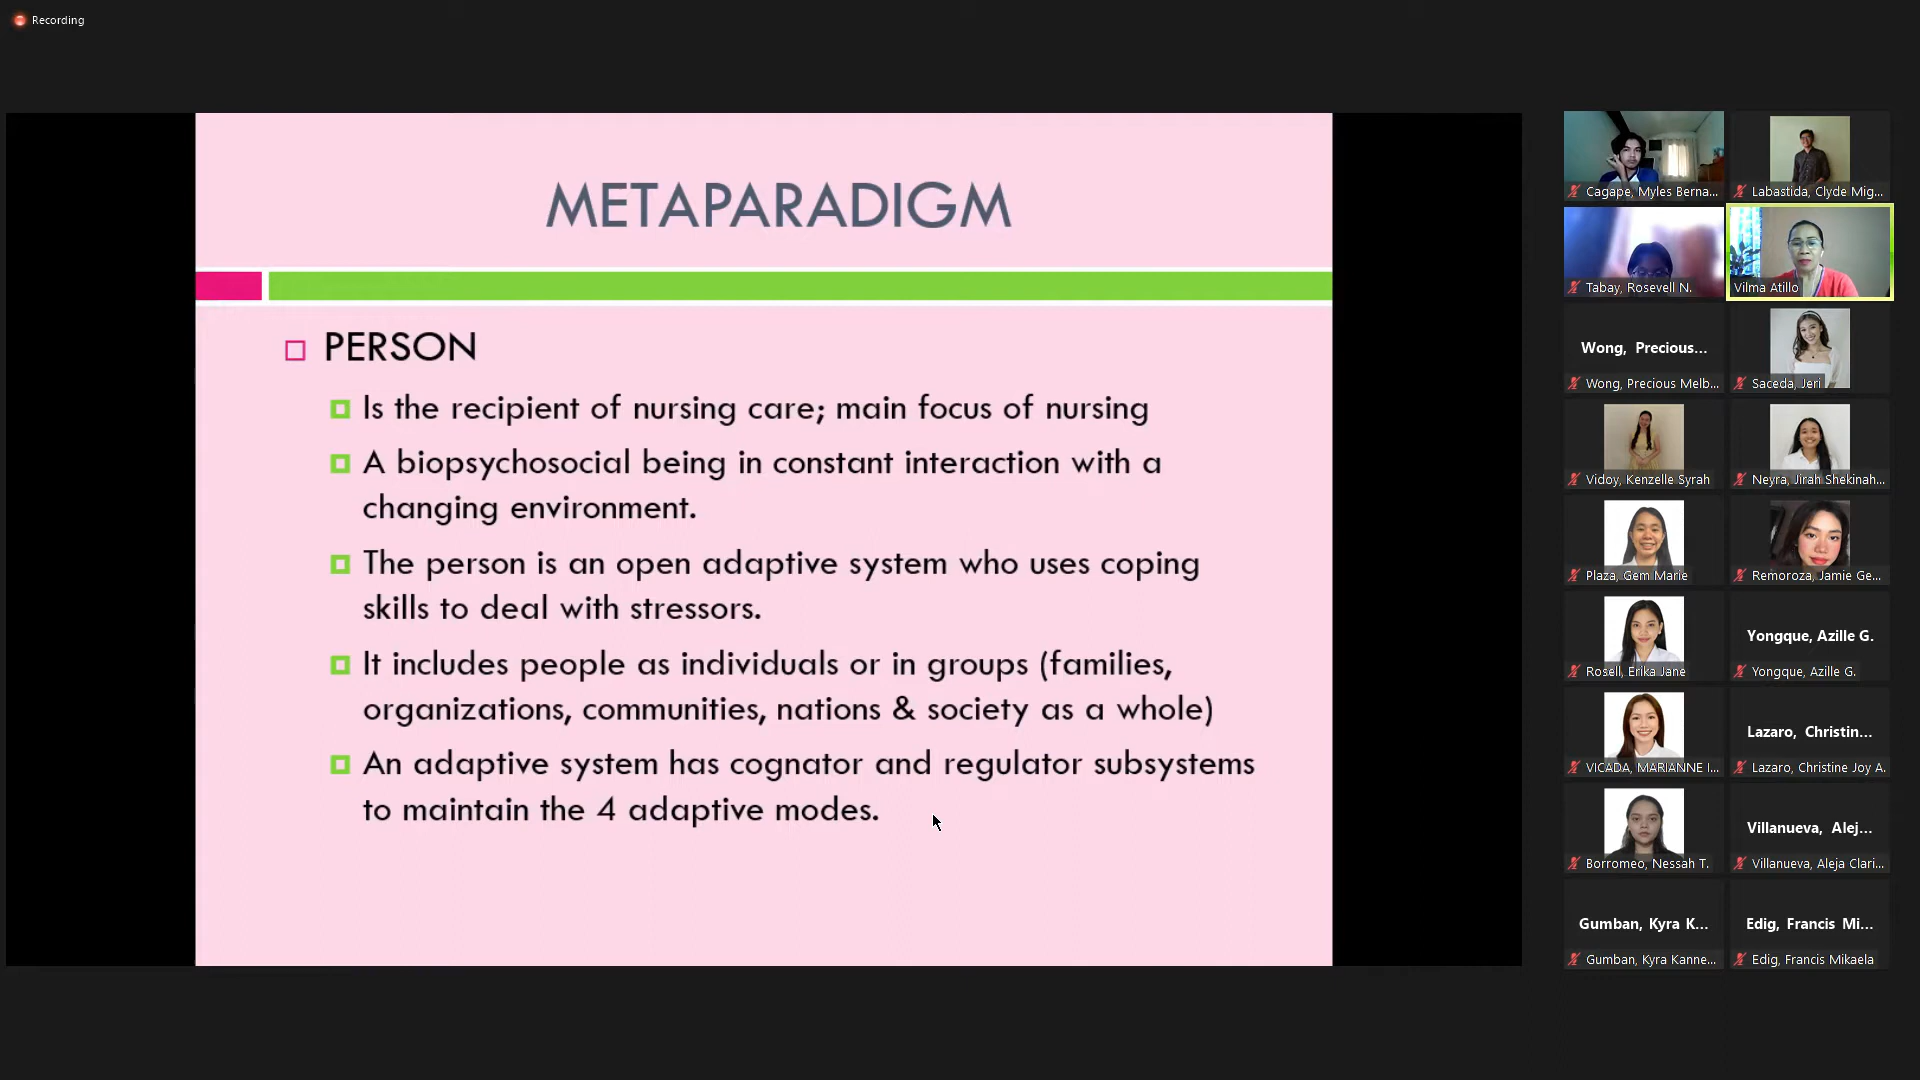 Recording
METAPARADIGM
PERSON
Is the recipient of nursing care; main focus of nursing
A biopsychosocial being in constant interaction with a
changing environment.
The person is an open adaptive system who uses coping
skills to deal with stressors.
It includes people as individuals or in groups (families,
organizations, communities, nations & society as a whole)
An adaptive system has cognator and regulator subsystems
to maintain the 4 adaptive modes.
Cagape, Myles Berna...
Labastida, Clyde Mig...
Tabay, Rosevell N.
Vilma Atillo
Wong, Precious...
Wong, Precious Melb...
Saceda, Jeri
Vidoy, Kenzelle Syrah
Neyra, Jirah Shekinah...
Plaza, Gem Marie
Remoroza, Jamie Ge...
Rosell, Erika Jane
Yongque, Azille G.
Yongque, Azille G.
VICADA, MARIANNE I...
Lazaro, Christin...
Lazaro, Christine Joy A.
Borromeo, Nessah T.
Villanueva, Alej...
Villanueva, Aleja Clari...
Gumban, Kyra K...
Gumban, Kyra Kanne...
Edig, Francis Mi...
Edig, Francis Mikaela